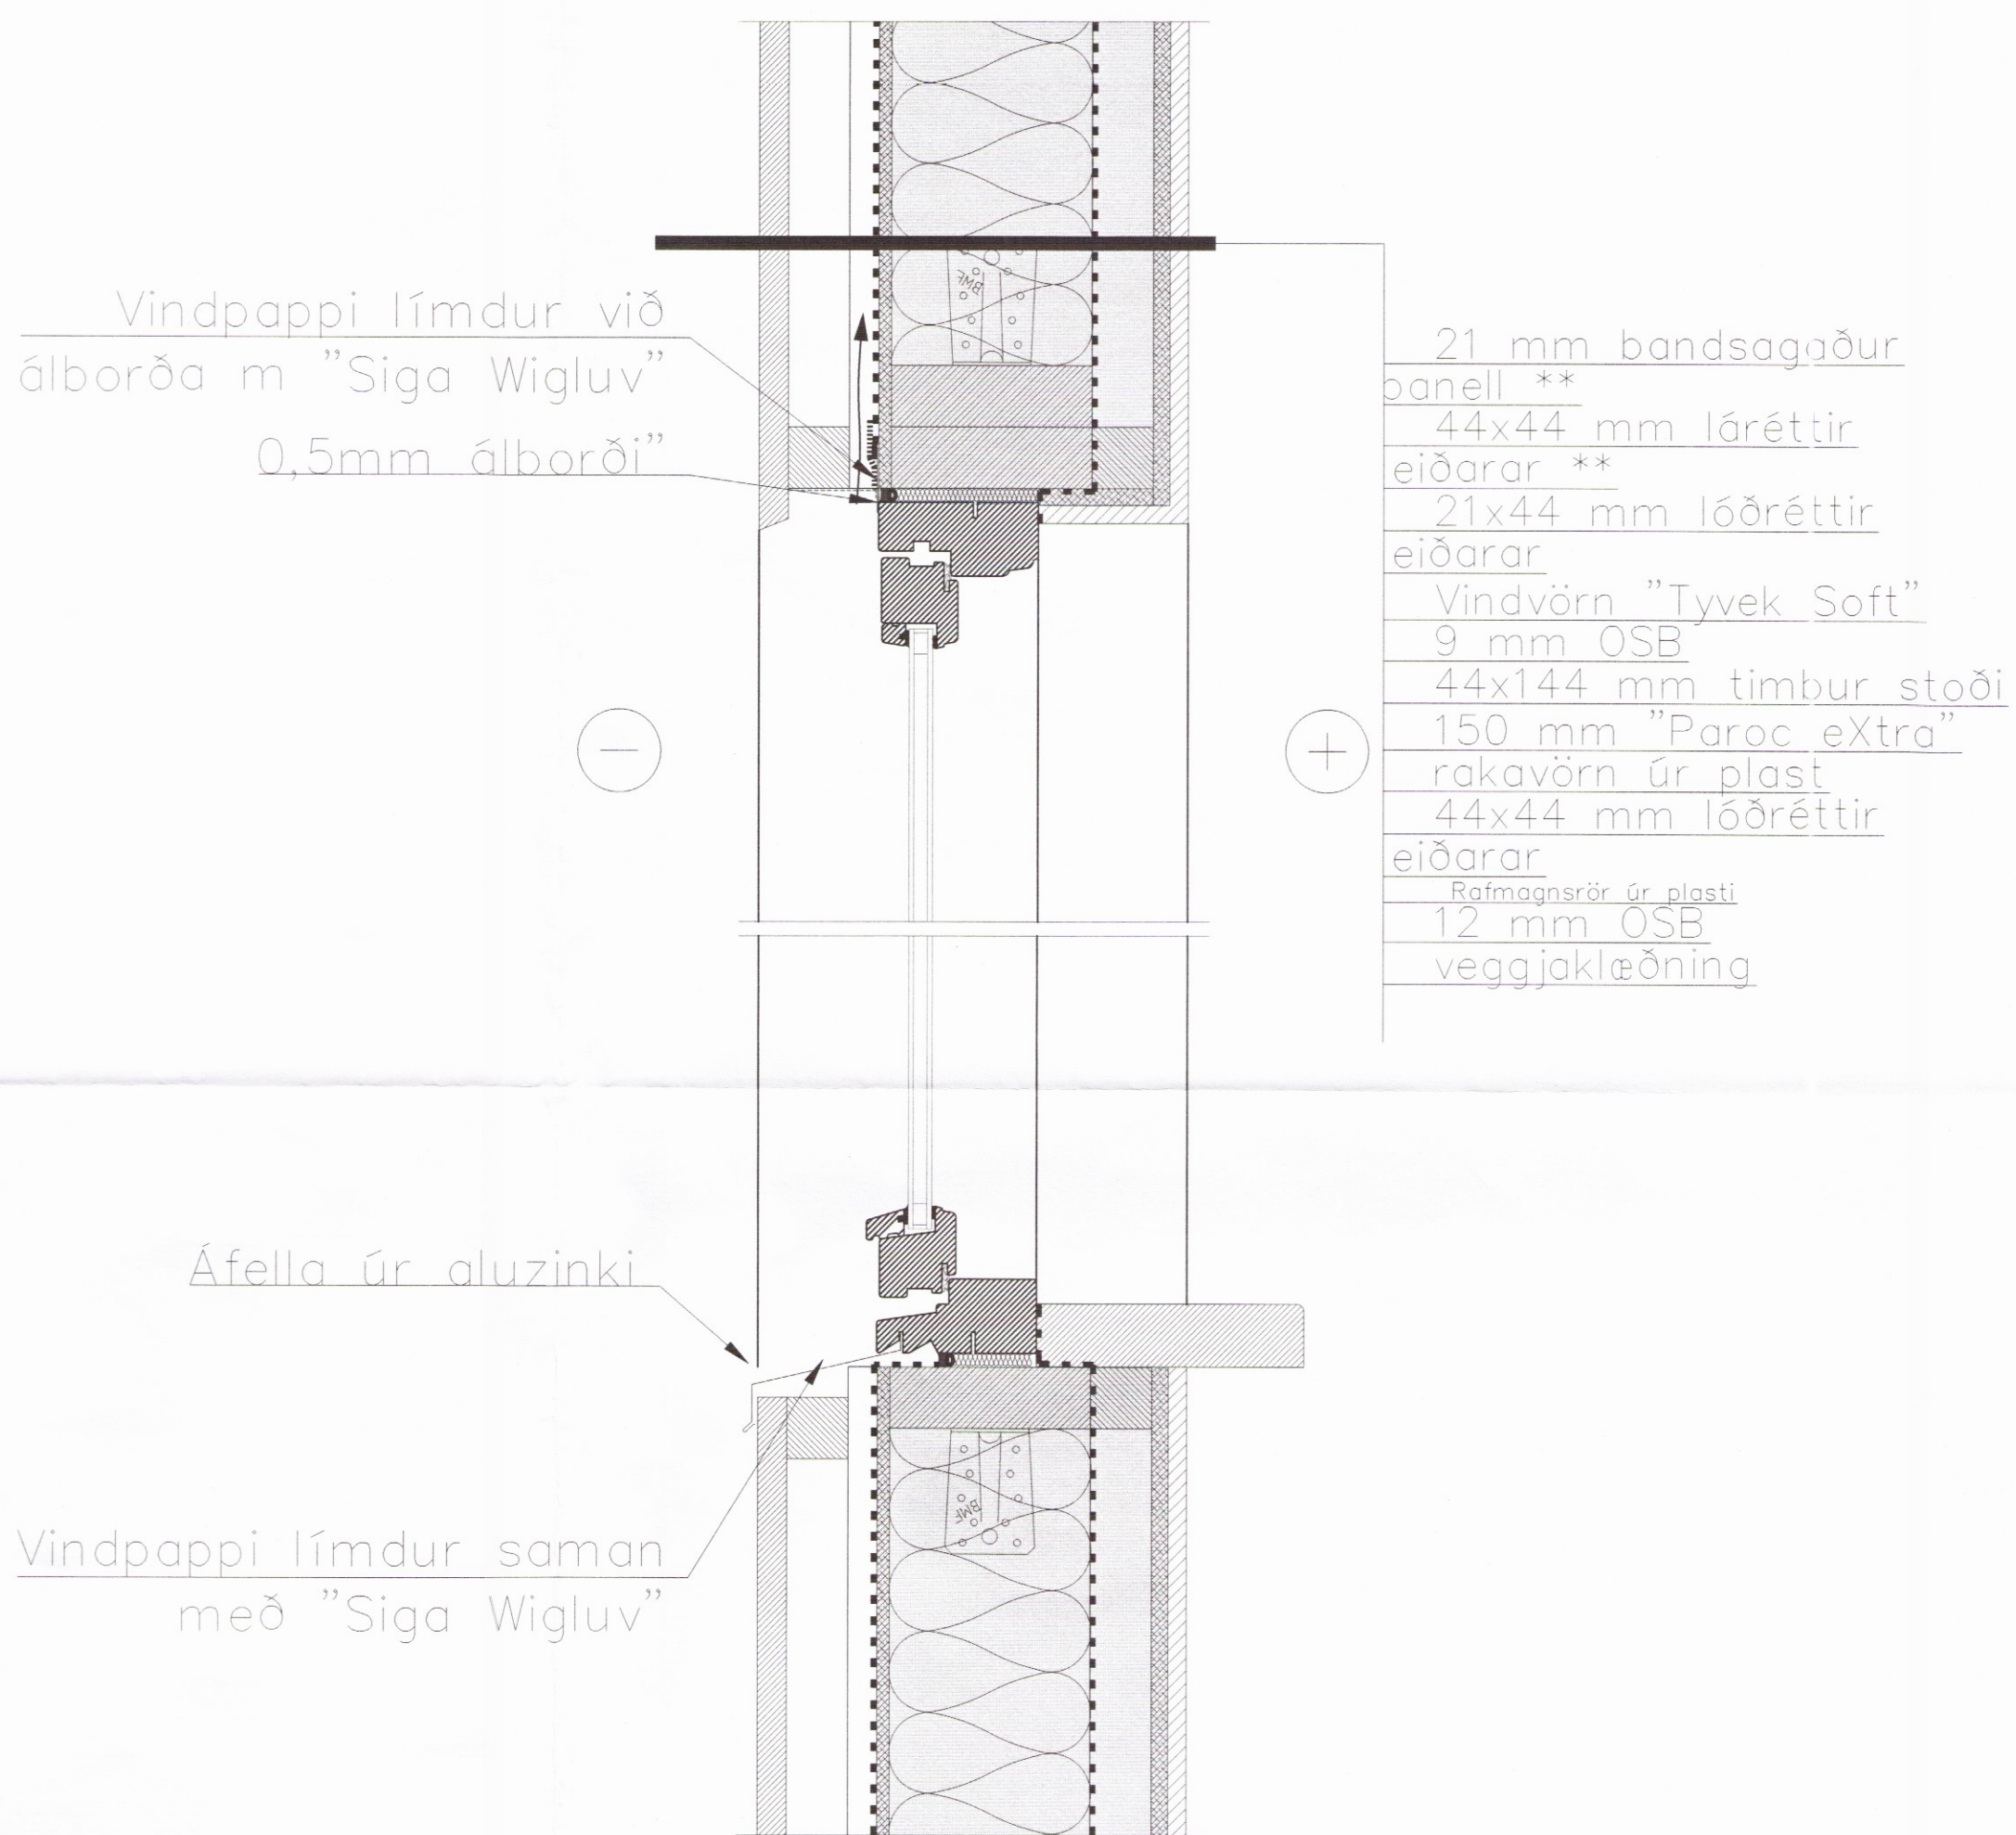 Vindpappi límdur við
álborða m "Siga Wigluv"
0,5mm álborði"
21 mm bandsagaður
panell **
44x44 mm láréttir
eiðarar **
21x44 mm lóðréttir
eiðarar
Vindvörn "Tyvek Soft"
9 mm OSB
44x144 mm timbur stoði
150 mm "Paroc eXtra"
rakavörn úr plast
44x44 mm lóðréttir
eiðarar
Rafmagnsrör úr plasti
12 mm OSB
veggjaklæðning
BMF
Áfella úr aluzinki
Vindpappi límdur saman
með "Siga Wigluv"
BMF